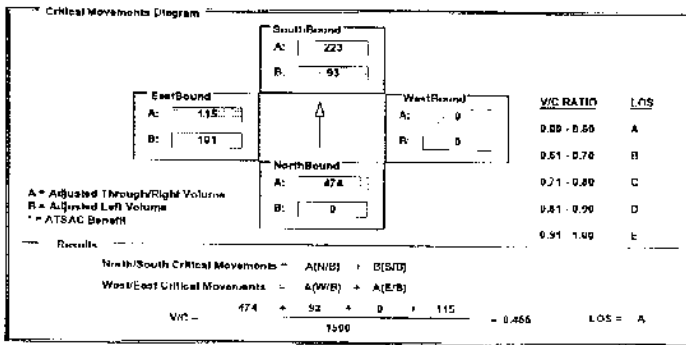 Critical Movements Diagram
SouthBound
A: 223
B: 93
EastBound
A: 115
B: 191
WestBound
A: 0
B: 0
NorthBound
A: 474
B: 0
V/C RATIO LOS
0.00 - 0.60 A
0.61 - 0.70 B
0.71 - 0.80 C
0.81 - 0.90 D
0.91 - 1.00 E
A = Adjusted Through/Right Volume
B = Adjusted Left Volume
* = ATSAC Benefit
Results
North/South Critical Movements = A(N/B) + B(S/B)
West/East Critical Movements = A(W/B) + A(E/B)
V/C = 474 + 92 + 0 + 115 = 0.466 LOS = A
1500